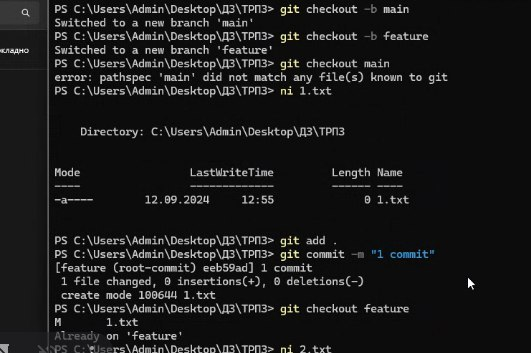 PS C:\Users\Admin\Desktop\ДЗ\ТРПЗ> git checkout -b main
Switched to a new branch 'main'
PS C:\Users\Admin\Desktop\ДЗ\ТРПЗ> git checkout -b feature
Switched to a new branch 'feature'
окладно
PS C:\Users\Admin\Desktop\ДЗ\ТРПЗ> git checkout main
error: pathspec 'main' did not match any file(s) known to git
PS C:\Users\Admin\Desktop\ДЗ\ТРПЗ> ni 1.txt
Directory: C:\Users\Admin\Desktop\ДЗ\ТРПЗ
Mode LastWriteTime Length Name
---- ------------- ------ ----
-a---- 12.09.2024 12:55 0 1.txt
PS C:\Users\Admin\Desktop\ДЗ\ТРПЗ> git add .
PS C:\Users\Admin\Desktop\ДЗ\ТРПЗ> git commit -m "1 commit"
[feature (root-commit) eeb59ad] 1 commit
1 file changed, 0 insertions(+), 0 deletions(-)
create mode 100644 1.txt
PS C:\Users\Admin\Desktop\ДЗ\ТРПЗ> git checkout feature
M 1.txt
Already on 'feature'
PS C:\Users\Admin\Desktop\ДЗ\ТРПЗ> ni 2.txt